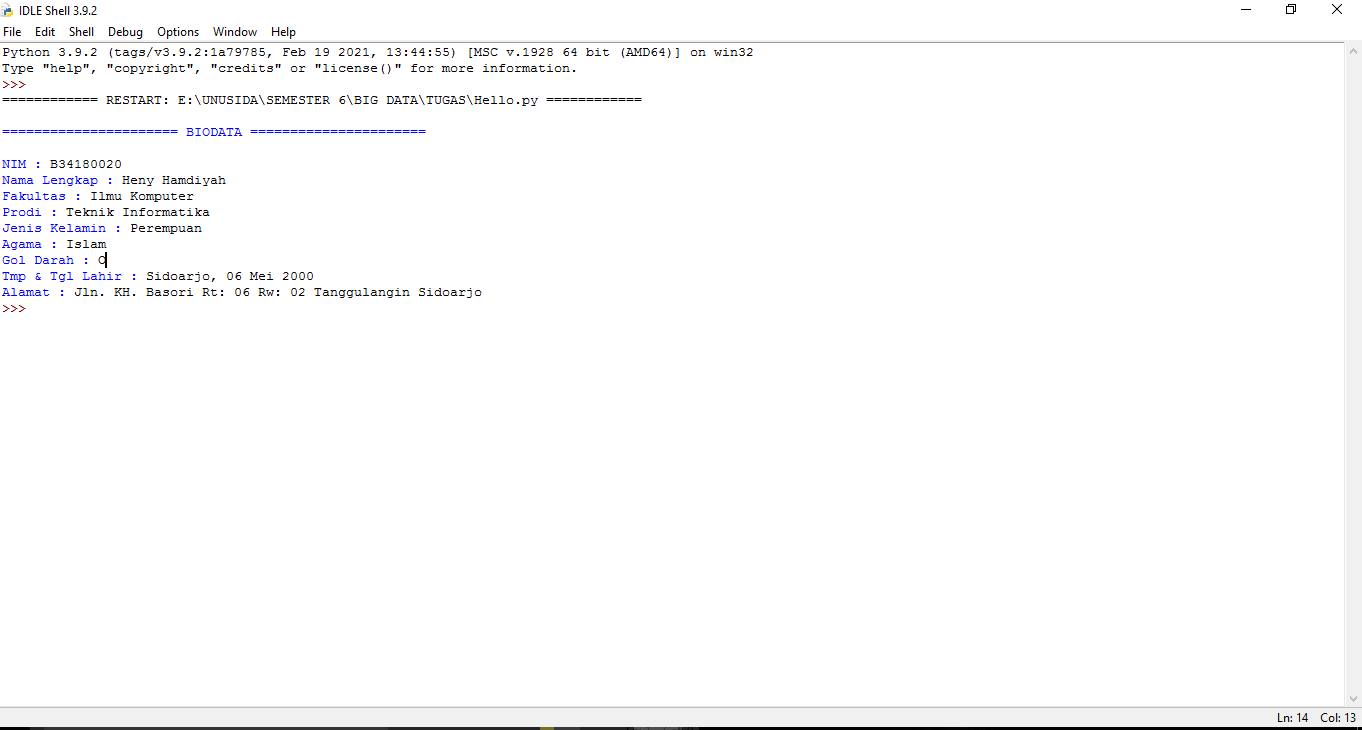 IDLE Shell 3.9.2
File Edit Shell Debug Options Window Help
Python 3.9.2 (tags/v3.9.2:1a79785, Feb 19 2021, 13:44:55) [MSC v.1928 64 bit (AMD64)] on win32
Type "help", "copyright", "credits" or "license()" for more information.
>>>
============ RESTART: E:\UNUSIDA\SEMESTER 6\BIG DATA\TUGAS\Hello.py ============
====================== BIODATA ======================
NIM : B34180020
Nama Lengkap : Heny Hamdiyah
Fakultas : Ilmu Komputer
Prodi : Teknik Informatika
Jenis Kelamin : Perempuan
Agama : Islam
Gol Darah : O
Tmp & Tgl Lahir : Sidoarjo, 06 Mei 2000
Alamat : Jln. KH. Basori Rt: 06 Rw: 02 Tanggulangin Sidoarjo
>>>
Ln: 14 Col: 13